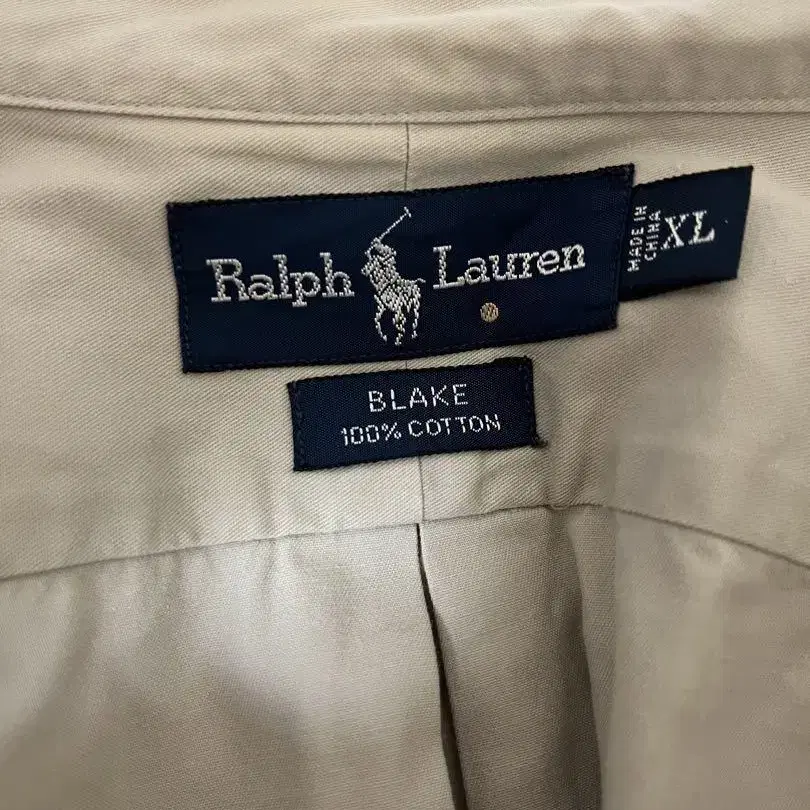 Ralph Lauren
MADE IN
CHINA
XL
BLAKE
100% COTTON